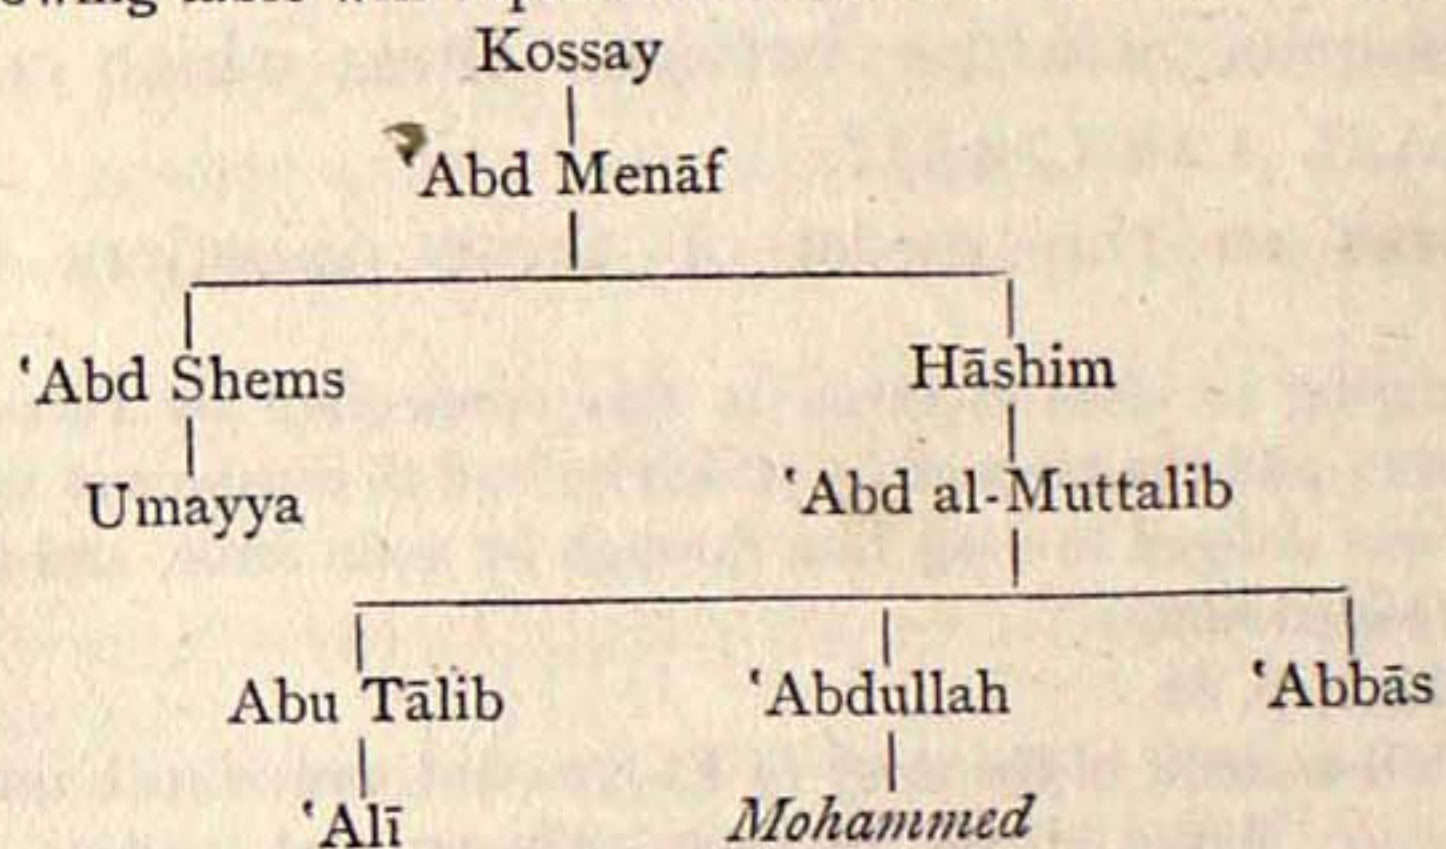 Kossay
‘Abd Menāf
‘Abd Shems Hāshim
Umayya ‘Abd al-Muttalib
Abu Tālib ‘Abdullah ‘Abbās
‘Alī Mohammed